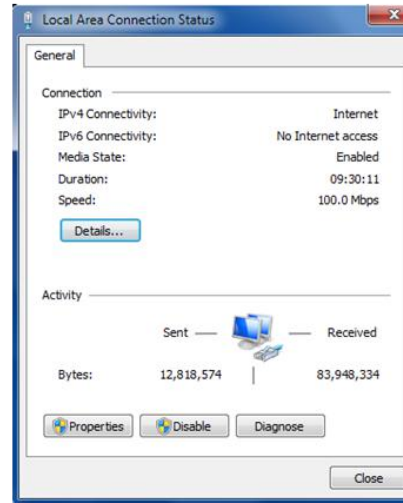 Local Area Connection Status
General
Connection
IPv4 Connectivity: Internet
IPv6 Connectivity: No Internet access
Media State: Enabled
Duration: 09:30:11
Speed: 100.0 Mbps
Details...
Activity
Sent — — Received
Bytes: 12,818,574 | 83,948,334
Properties Disable Diagnose
Close